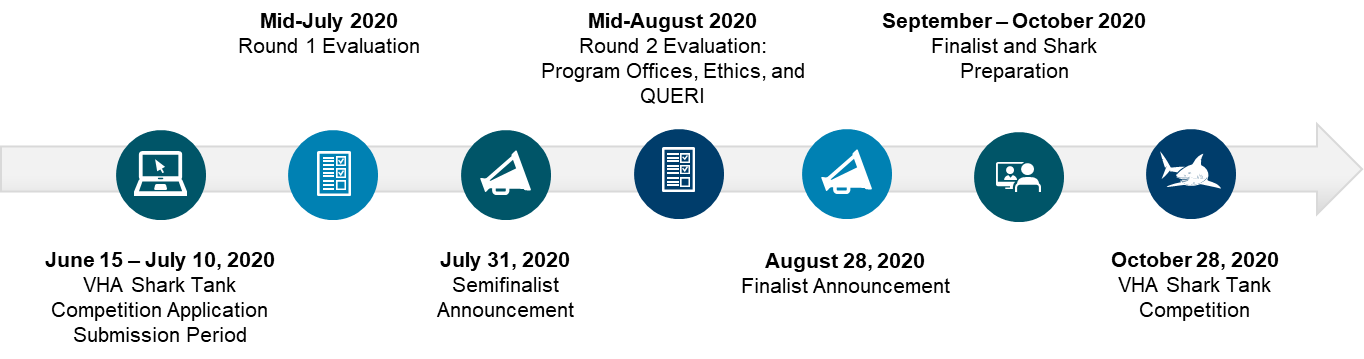 Mid-July 2020
Round 1 Evaluation
Mid-August 2020
Round 2 Evaluation:
Program Offices, Ethics, and
QUERI
September – October 2020
Finalist and Shark
Preparation
June 15 – July 10, 2020
VHA Shark Tank
Competition Application
Submission Period
July 31, 2020
Semifinalist
Announcement
August 28, 2020
Finalist Announcement
October 28, 2020
VHA Shark Tank
Competition